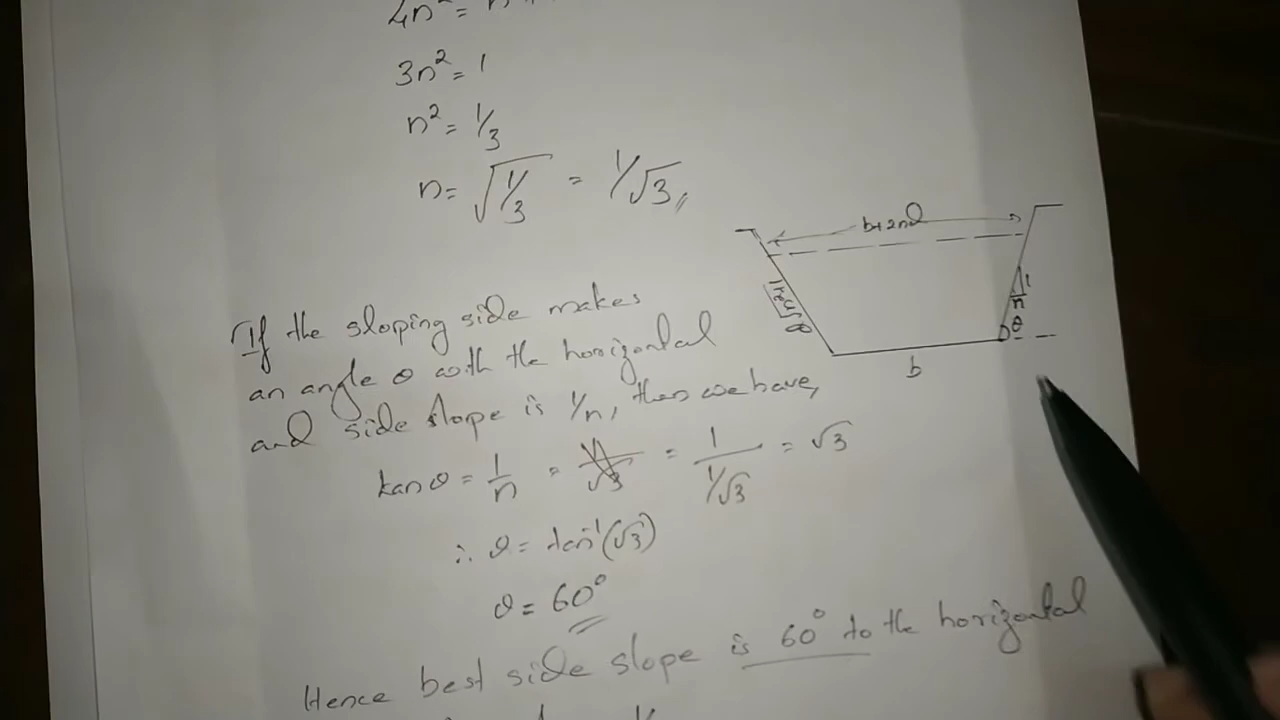 4n² =
3n² = 1
n² = 1/3
n = √1/3 = 1/√3
b+2nd
1
n
θ
b
If the sloping side makes
an angle θ with the horizontal
and side slope is 1/n, then we have,
tan θ = 1/n = = 1/(1/√3) = √3
∴ θ = tan⁻¹(√3)
θ = 60°
Hence best side slope is 60° to the horizontal